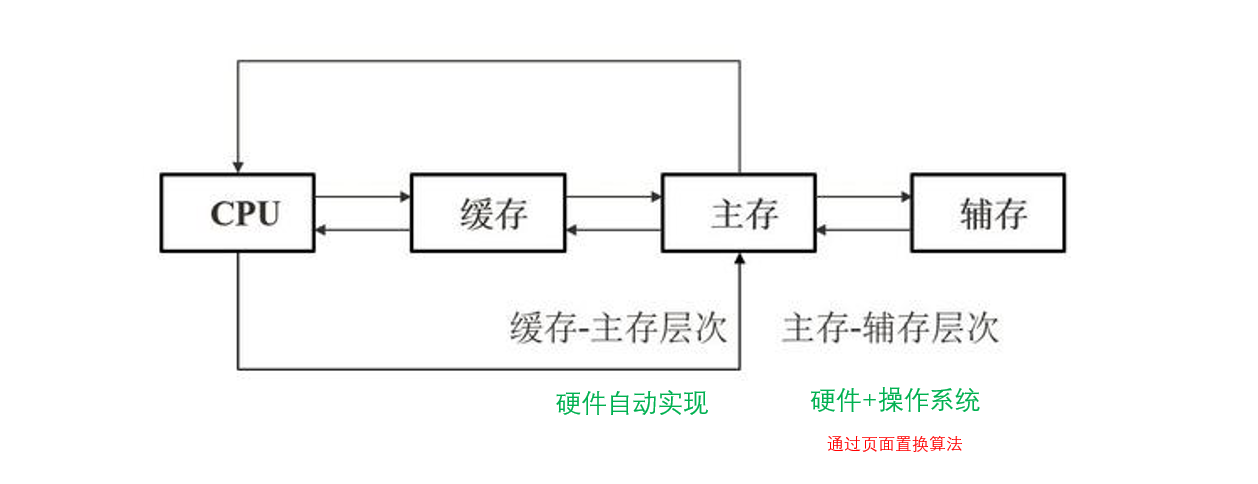 CPU
缓存
主存
辅存
缓存-主存层次
主存-辅存层次
硬件自动实现
硬件+操作系统
通过页面置换算法